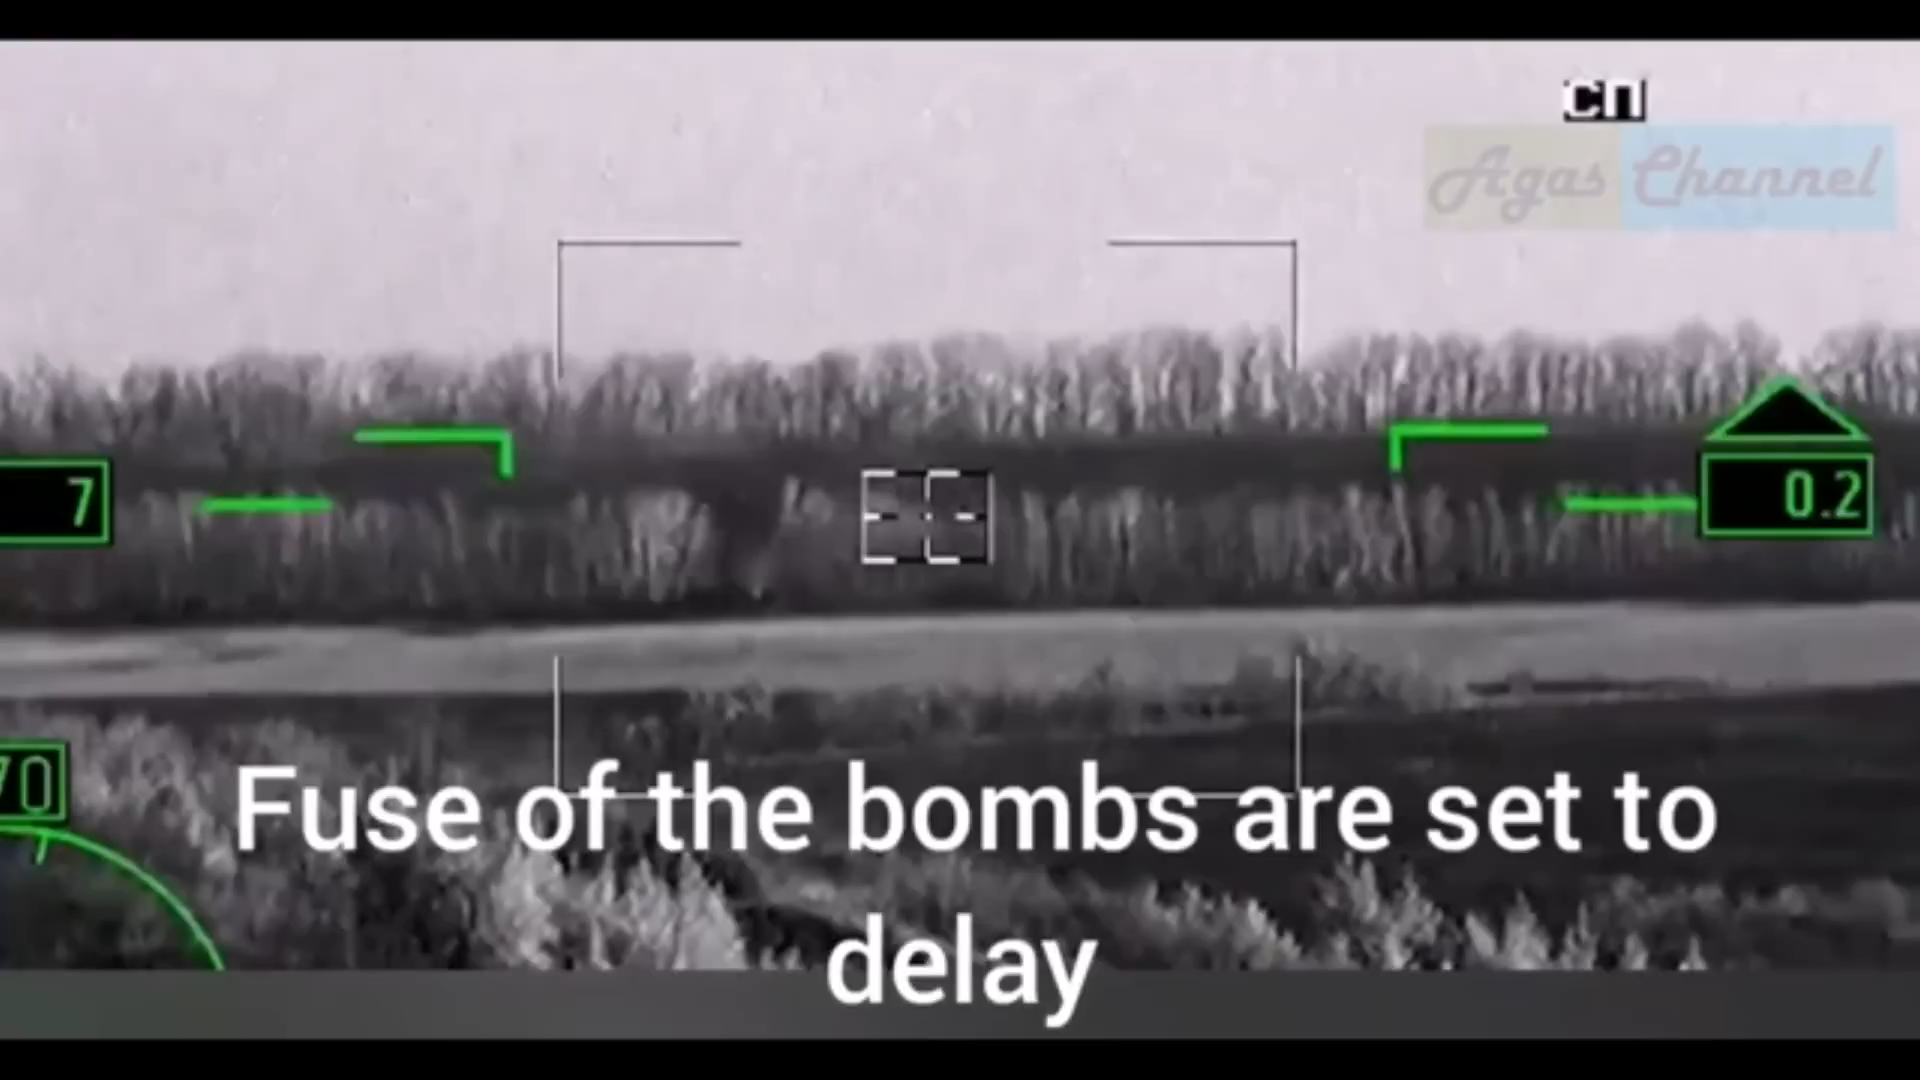 сп
Agas Channel
7
0.2
70
Fuse of the bombs are set to
delay